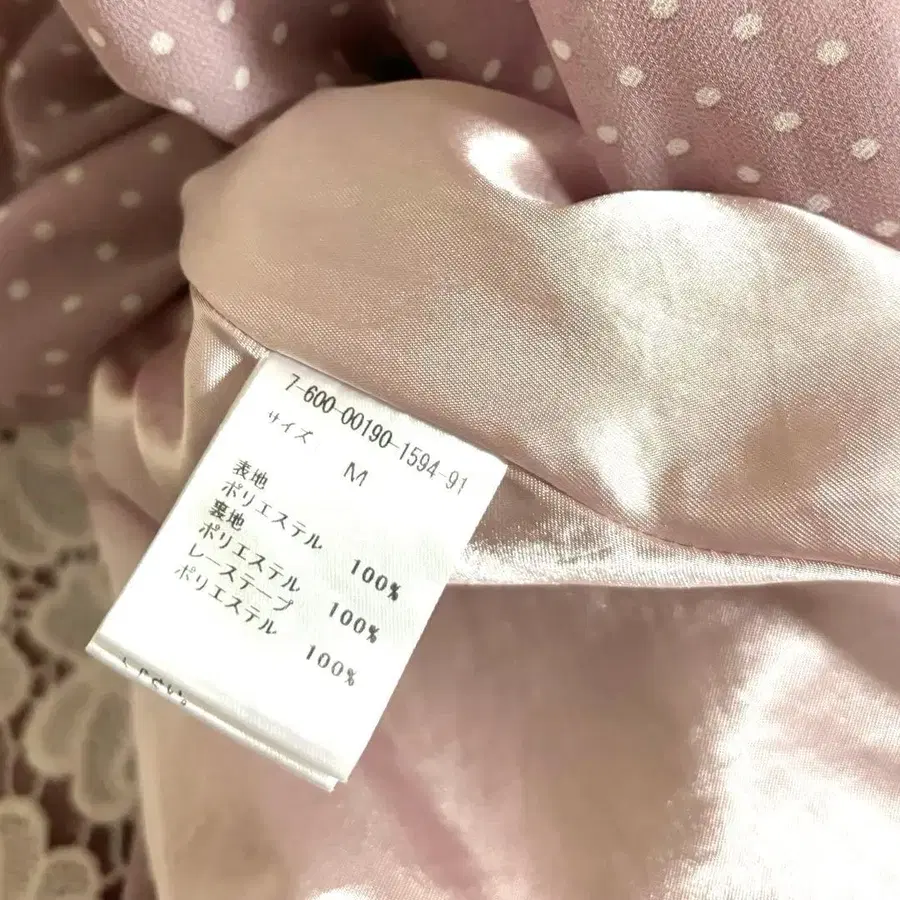 7-600-00190-1594-91
サイズ M
表地
ポリエステル 100%
裏地
ポリエステル 100%
レーステープ
ポリエステル 100%